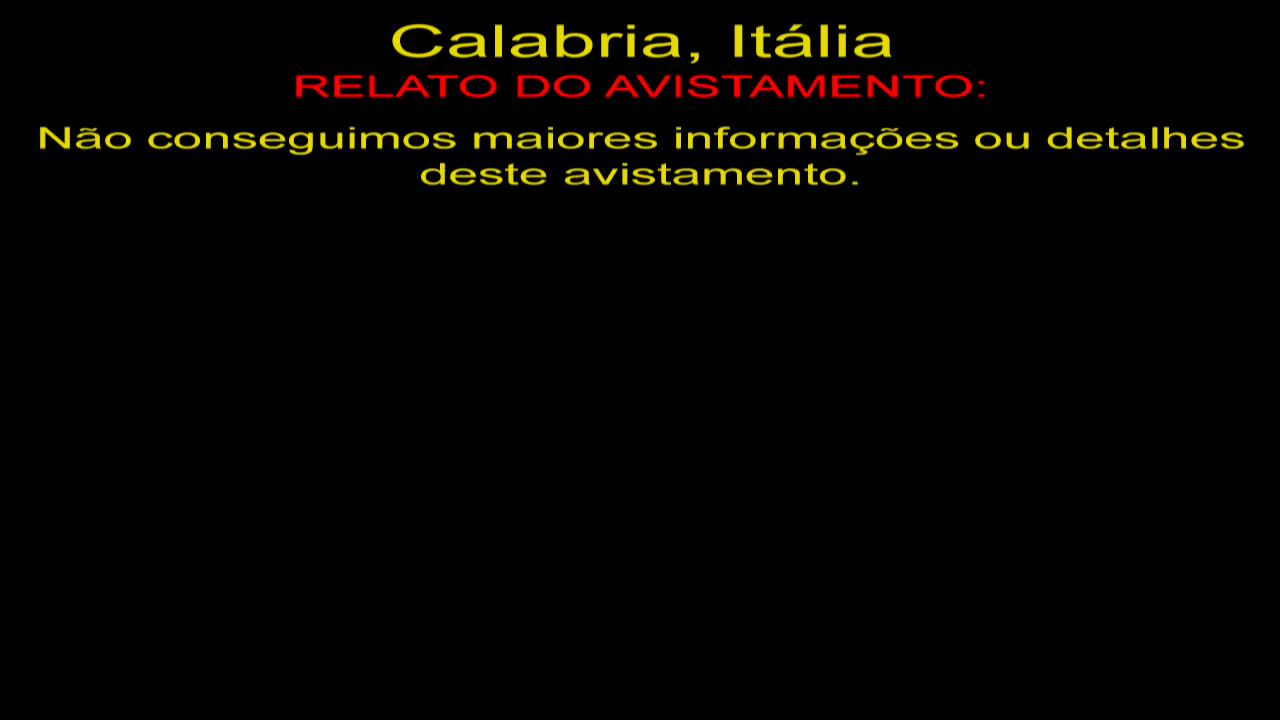 Calabria, Itália
RELATO DO AVISTAMENTO:
Não conseguimos maiores informações ou detalhes
deste avistamento.